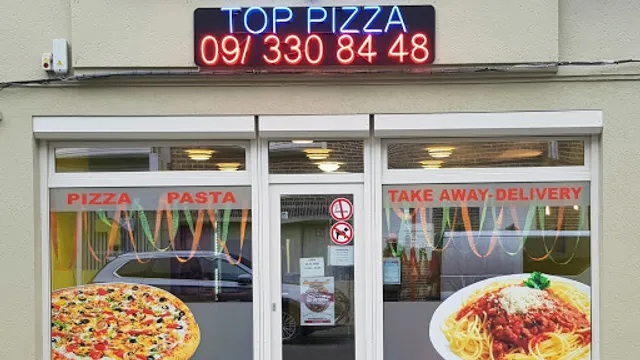 TOP PIZZA
09/ 330 84 48
PIZZA PASTA
TAKE AWAY-DELIVERY